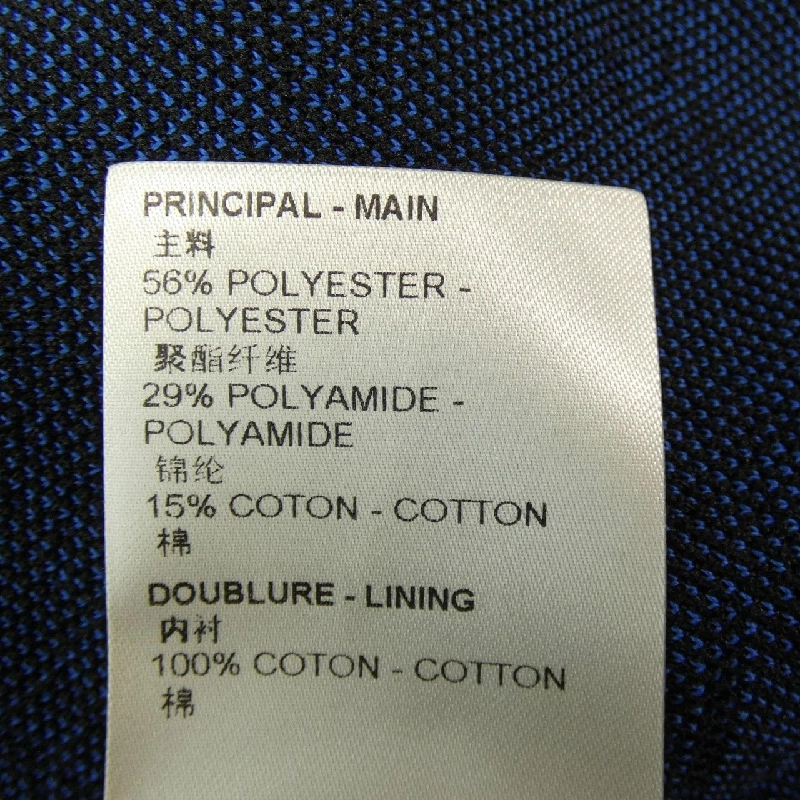 PRINCIPAL - MAIN
主料
56% POLYESTER -
POLYESTER
聚酯纤维
29% POLYAMIDE -
POLYAMIDE
锦纶
15% COTON - COTTON
棉
DOUBLURE - LINING
内衬
100% COTON - COTTON
棉